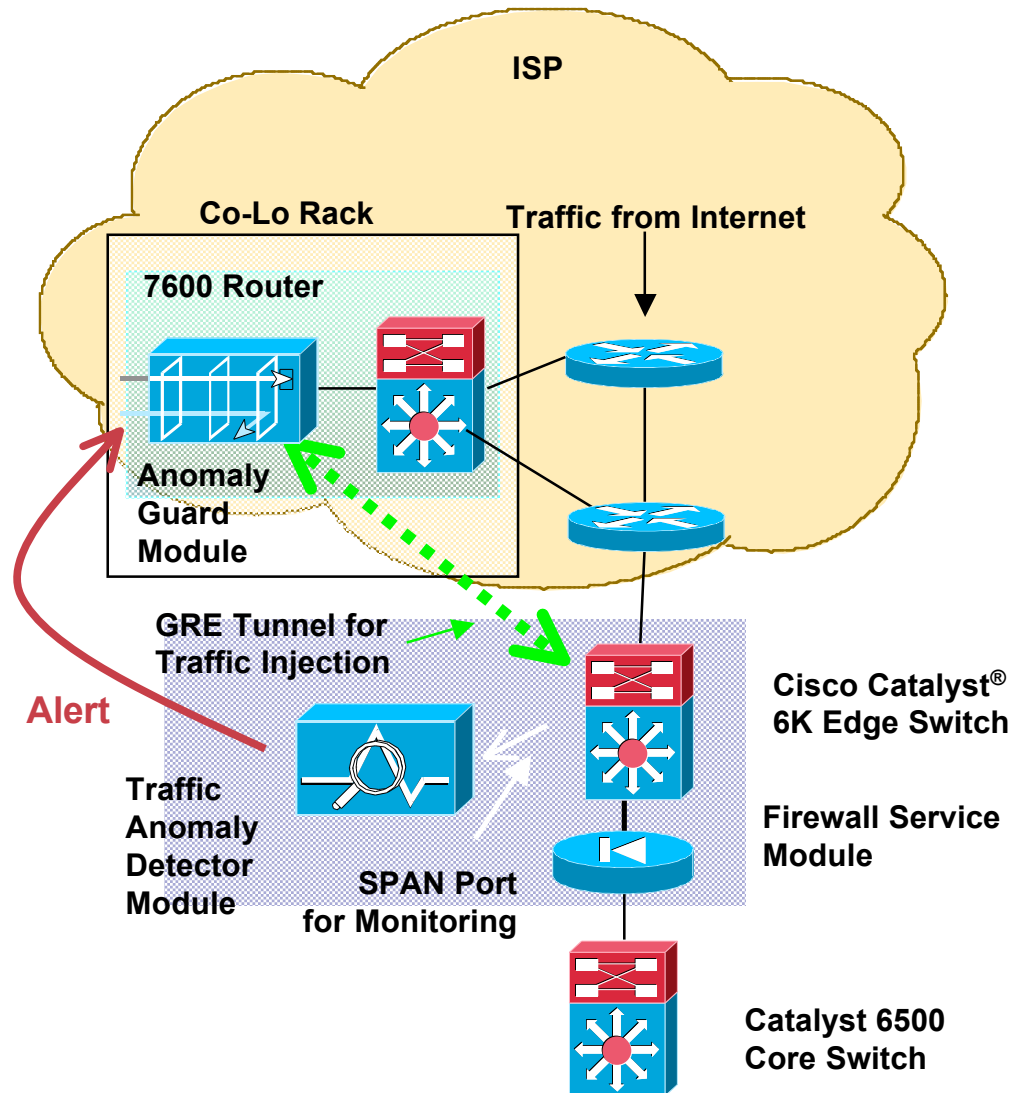 ISP
Co-Lo Rack
Traffic from Internet
7600 Router
Anomaly
Guard
Module
GRE Tunnel for
Traffic Injection
Alert
Cisco Catalyst®
6K Edge Switch
Traffic
Anomaly
Detector
Module
Firewall Service
Module
SPAN Port
for Monitoring
Catalyst 6500
Core Switch